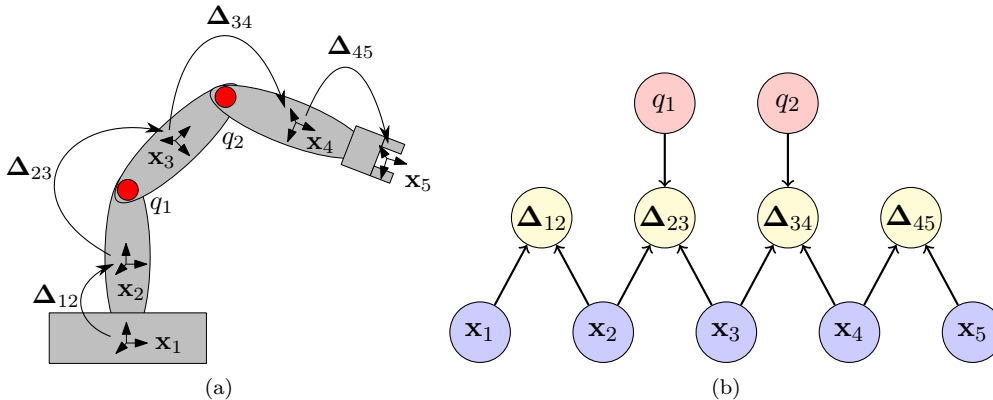 Δ₃₄
Δ₄₅
x₃
q₂
x₄
x₅
Δ₂₃
q₁
x₂
Δ₁₂
x₁
(a)
q₁ q₂
Δ₁₂ Δ₂₃ Δ₃₄ Δ₄₅
x₁ x₂ x₃ x₄ x₅
(b)